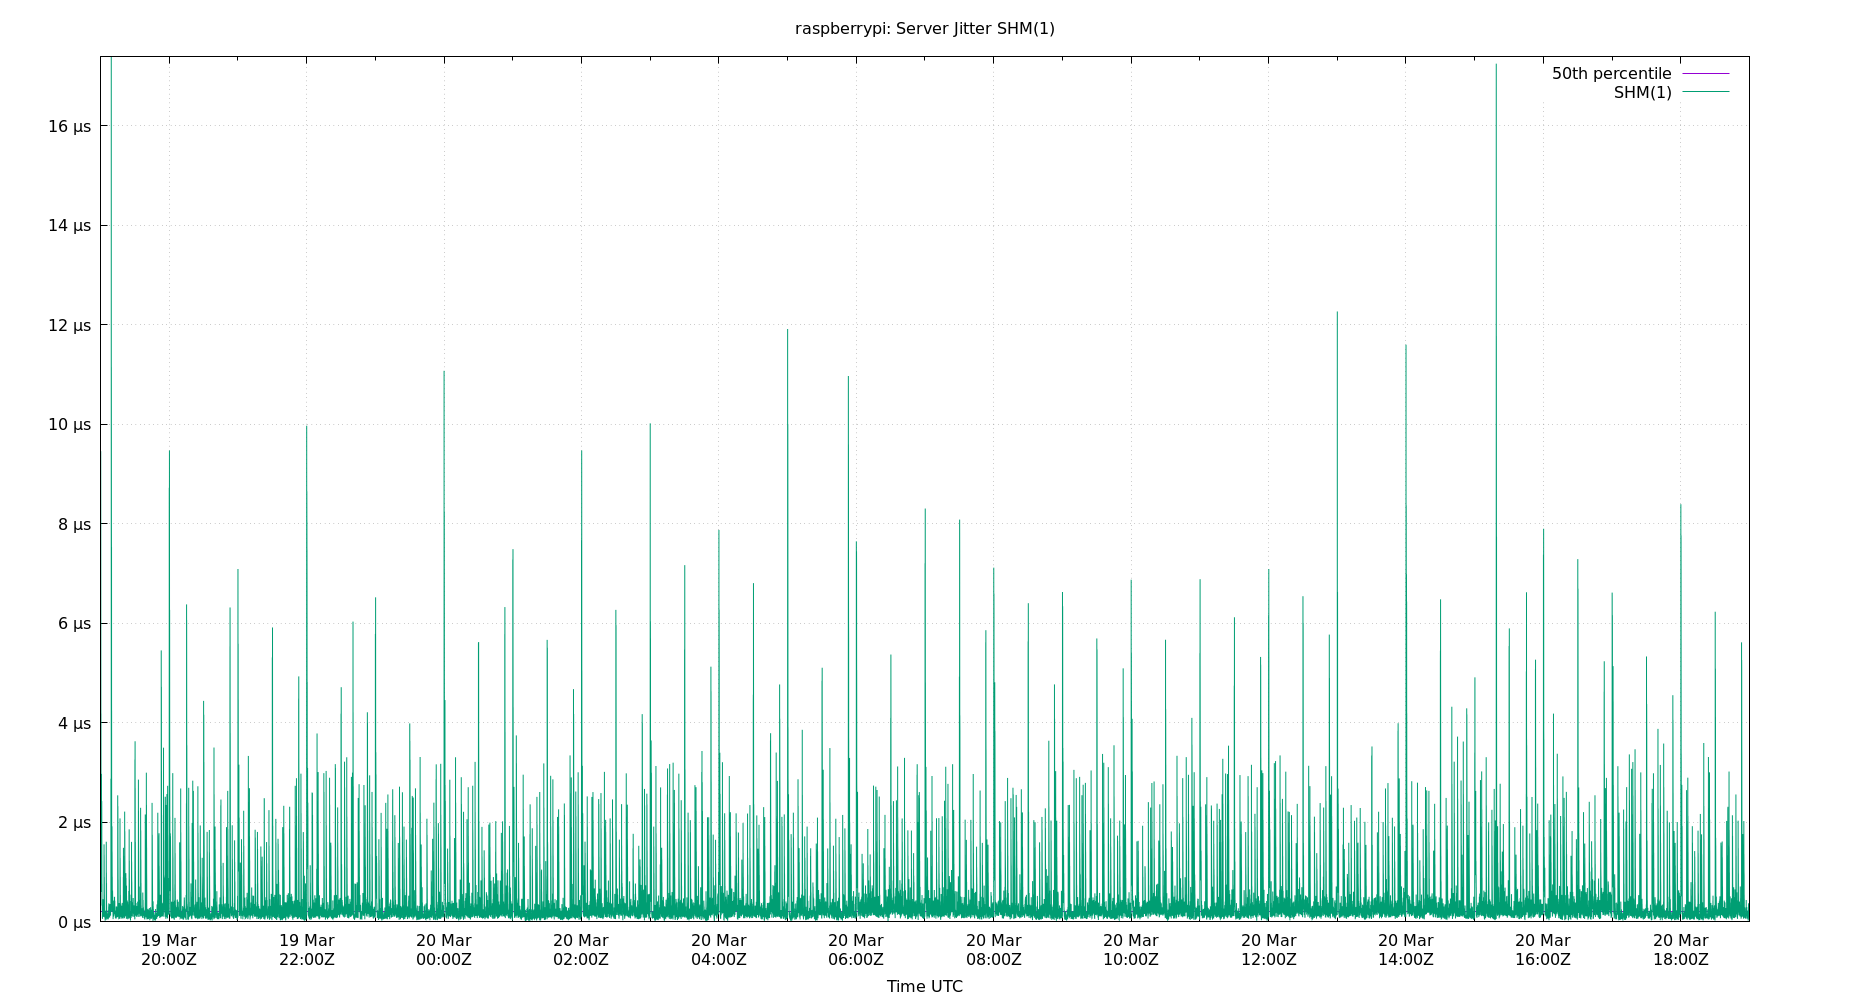 raspberrypi: Server Jitter SHM(1)
50th percentile
SHM(1)
16 µs
14 µs
12 µs
10 µs
8 µs
6 µs
4 µs
2 µs
0 µs
19 Mar 19 Mar 20 Mar 20 Mar 20 Mar 20 Mar 20 Mar 20 Mar 20 Mar 20 Mar 20 Mar 20 Mar
20:00Z 22:00Z 00:00Z 02:00Z 04:00Z 06:00Z 08:00Z 10:00Z 12:00Z 14:00Z 16:00Z 18:00Z
Time UTC